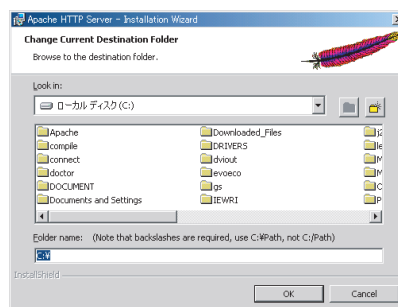 Apache HTTP Server - Installation Wizard
Change Current Destination Folder
Browse to the destination folder.
Look in:
ローカル ディスク (C:)
Apache
compile
connect
doctor
DOCUMENT
Documents and Settings
Downloaded_Files
DRIVERS
dviout
evoeco
gs
IEWRI
Folder name: (Note that backslashes are required, use C:¥Path, not C:/Path)
C:¥
InstallShield
OK
Cancel